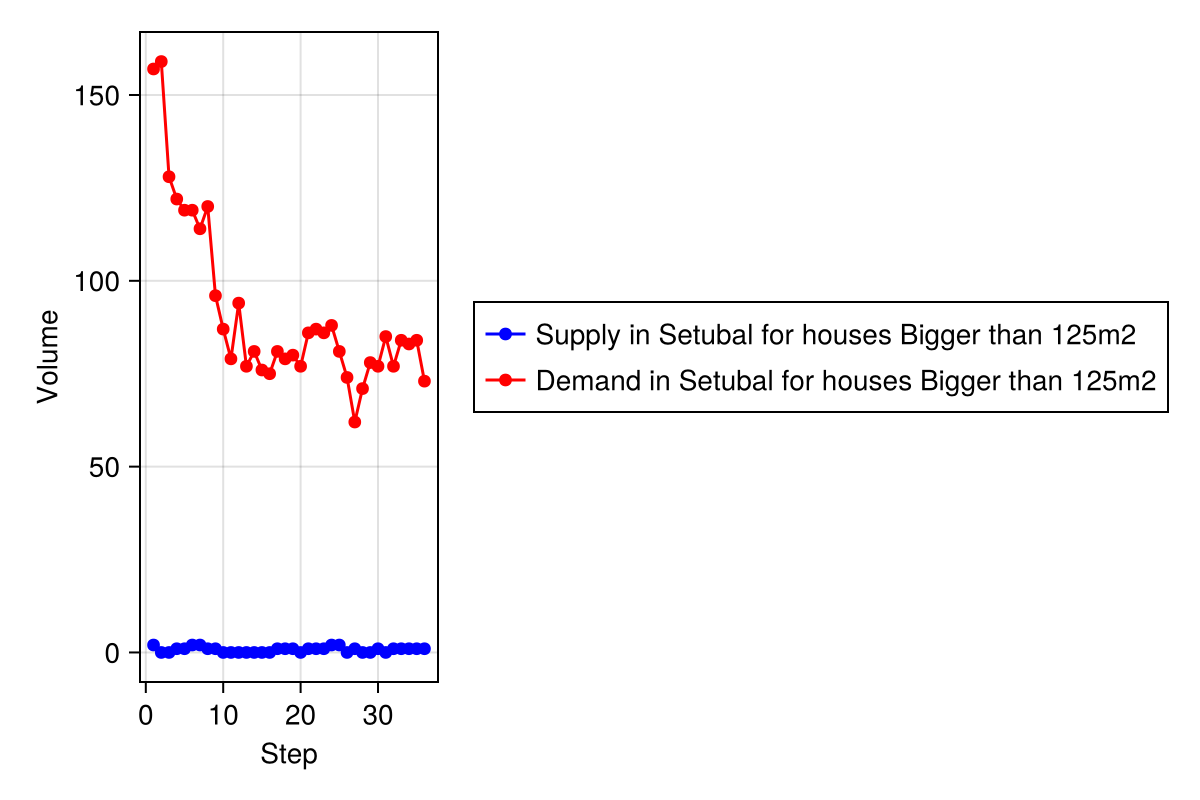 150
100
50
0
Volume
0 10 20 30
Step
Supply in Setubal for houses Bigger than 125m2
Demand in Setubal for houses Bigger than 125m2